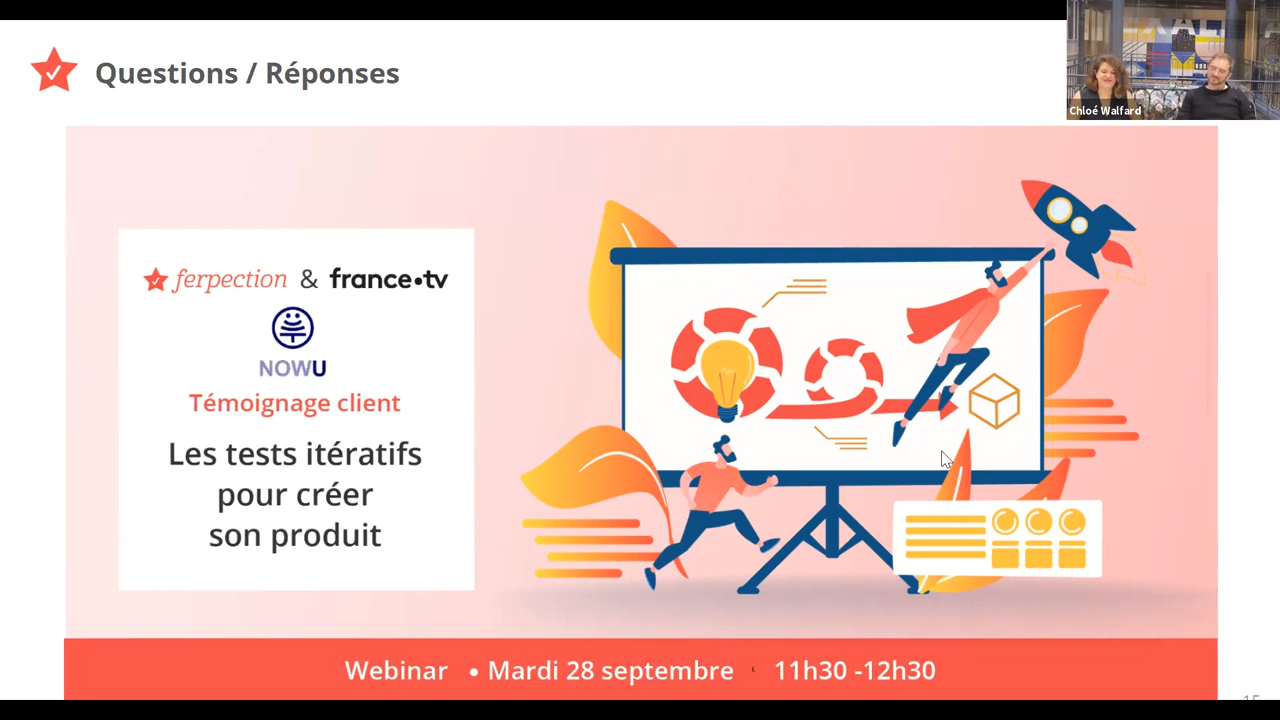 Questions / Réponses
Chloé Walfard
ferpection & france•tv
NOWU
Témoignage client
Les tests itératifs
pour créer
son produit
Webinar • Mardi 28 septembre 11h30 -12h30